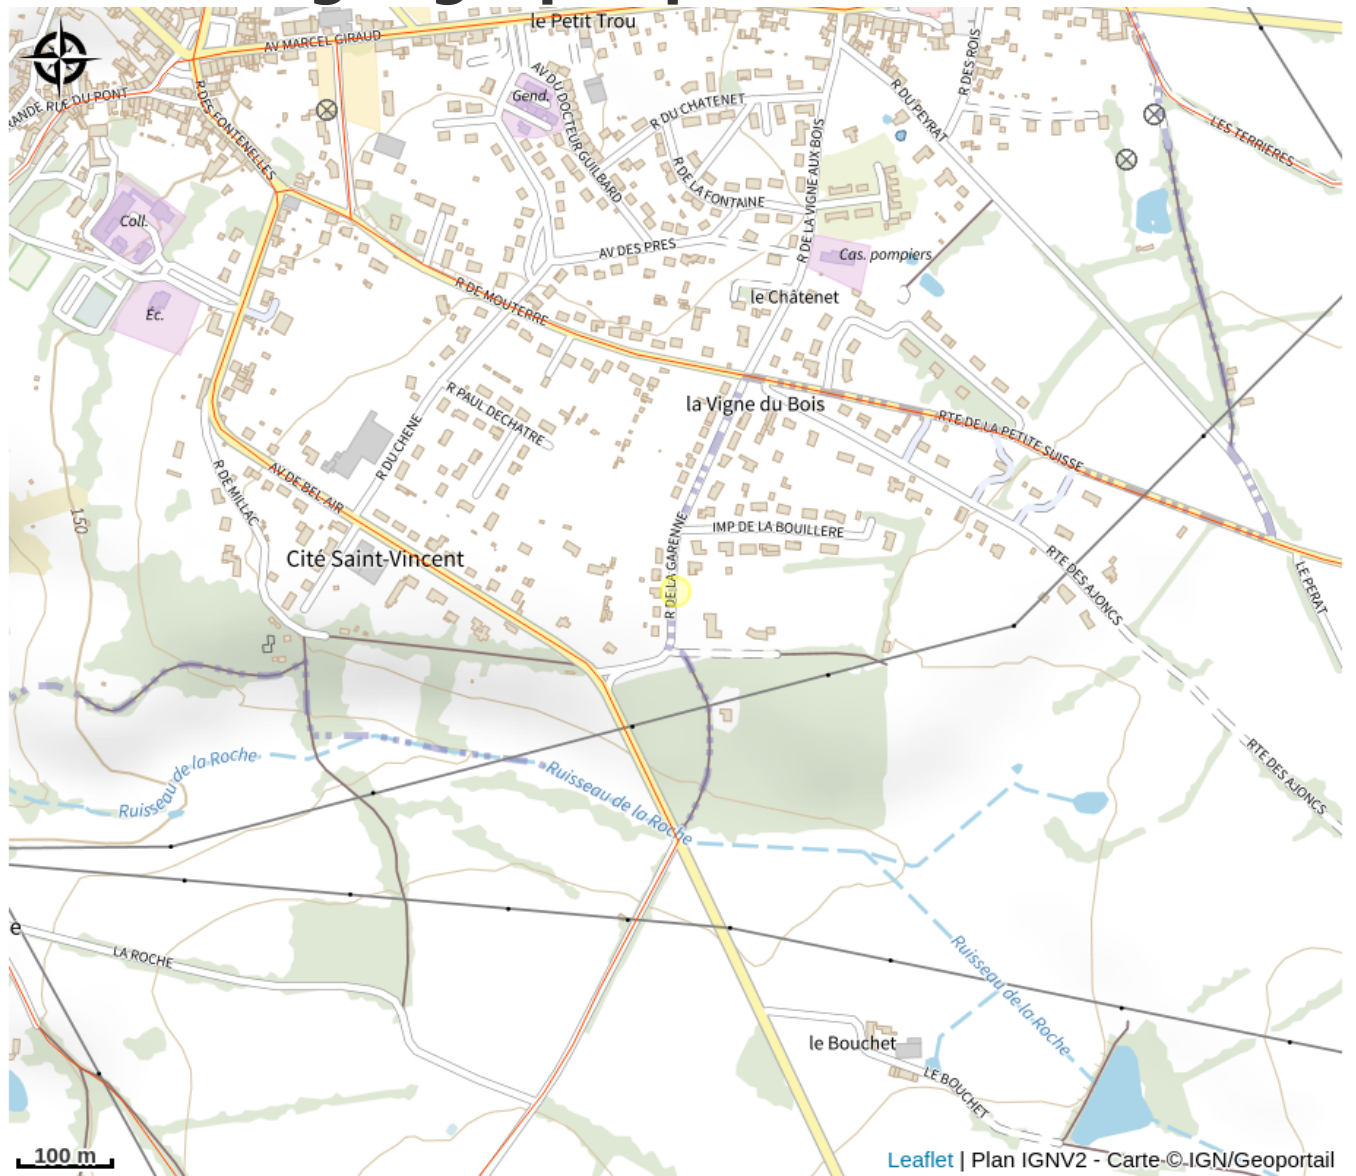 le Petit Trou
AV MARCEL GIRAUD
R DES ROIS
AV DU DOCTEUR GUILBARD
Gend.
R DU CHATENET
R DU PEYRAT
RANDE RUE DU PONT
R DES FONTENELLES
LES TERRIERES
R DE LA FONTAINE
R DE LA VIGNE AUX BOIS
Coll.
AV DES PRES
Cas. pompiers
R DE MOUTERRE
le Châtenet
Éc.
R PAUL DECHATRE
la Vigne du Bois
R DU CHENE
RTE DE LA PETITE SUISSE
AV DE BEL AIR
R DE MILLAC
150
IMP DE LA BOUILLERE
R DE LA GARENNE
Cité Saint-Vincent
RTE DES AJONCS
LE PERAT
Ruisseau de la Roche
Ruisseau de la Roche
RTE DES AJONCS
e
LA ROCHE
Ruisseau de la Roche
le Bouchet
LE BOUCHET
100 m
Leaflet | Plan IGNV2 - Carte © IGN/Geoportail